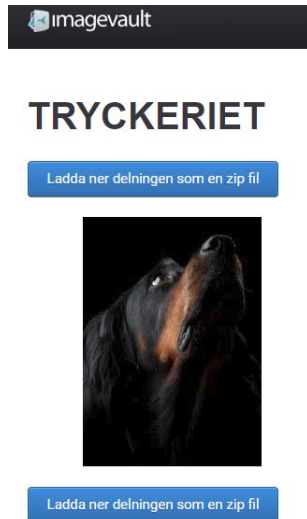 imagevault
TRYCKERIET
Ladda ner delningen som en zip fil
Ladda ner delningen som en zip fil